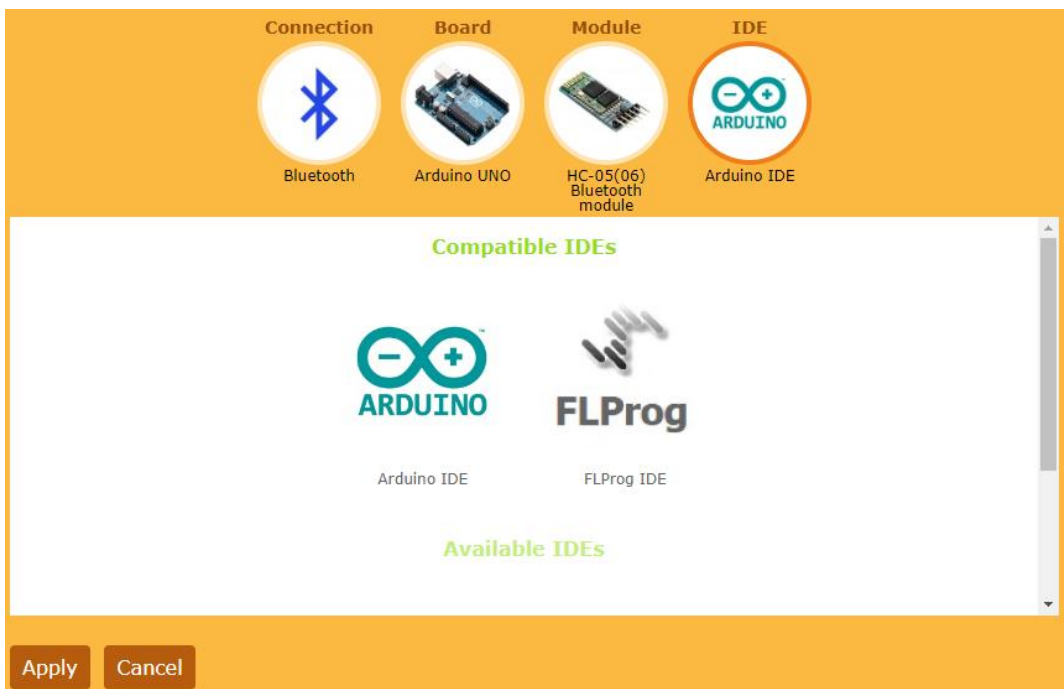 Connection Board Module IDE
ARDUINO
Bluetooth Arduino UNO HC-05(06) Arduino IDE
Bluetooth
module
Compatible IDEs
ARDUINO FLProg
Arduino IDE FLProg IDE
Available IDEs
Apply Cancel